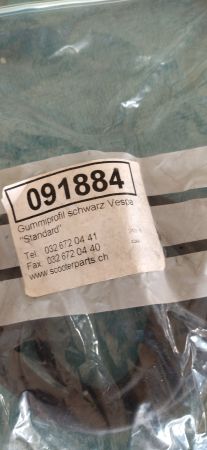 091884
Gummiprofil schwarz Vespa
"Standard"
Tel. 032 672 04 41
Fax. 032 672 04 40
www.scooterparts.ch